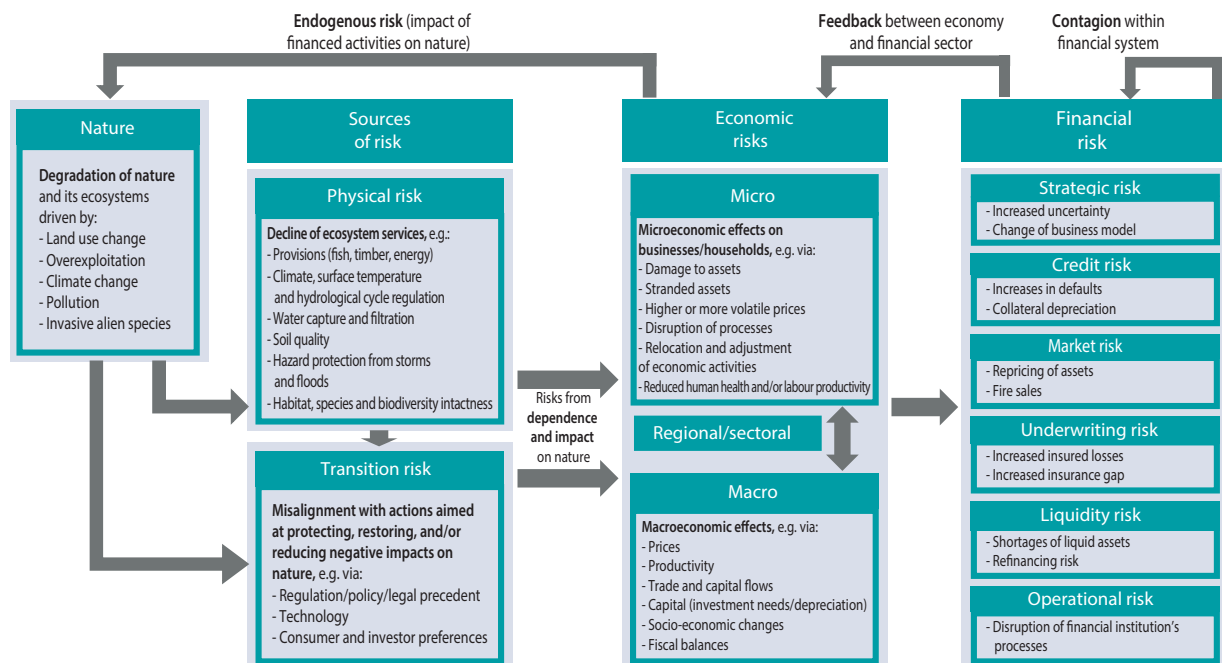 Endogenous risk (impact of
financed activities on nature)
Feedback between economy
and financial sector
Contagion within
financial system
Nature
Degradation of nature
and its ecosystems
driven by:
- Land use change
- Overexploitation
- Climate change
- Pollution
- Invasive alien species
Sources
of risk
Physical risk
Decline of ecosystem services, e.g.:
- Provisions (fish, timber, energy)
- Climate, surface temperature
and hydrological cycle regulation
- Water capture and filtration
- Soil quality
- Hazard protection from storms
and floods
- Habitat, species and biodiversity intactness
Transition risk
Misalignment with actions aimed
at protecting, restoring, and/or
reducing negative impacts on
nature, e.g. via:
- Regulation/policy/legal precedent
- Technology
- Consumer and investor preferences
Risks from
dependence
and impact
on nature
Economic
risks
Micro
Microeconomic effects on
businesses/households, e.g. via:
- Damage to assets
- Stranded assets
- Higher or more volatile prices
- Disruption of processes
- Relocation and adjustment
of economic activities
- Reduced human health and/or labour productivity
Regional/sectoral
Macro
Macroeconomic effects, e.g. via:
- Prices
- Productivity
- Trade and capital flows
- Capital (investment needs/depreciation)
- Socio-economic changes
- Fiscal balances
Financial
risk
Strategic risk
- Increased uncertainty
- Change of business model
Credit risk
- Increases in defaults
- Collateral depreciation
Market risk
- Repricing of assets
- Fire sales
Underwriting risk
- Increased insured losses
- Increased insurance gap
Liquidity risk
- Shortages of liquid assets
- Refinancing risk
Operational risk
- Disruption of financial institution's
processes